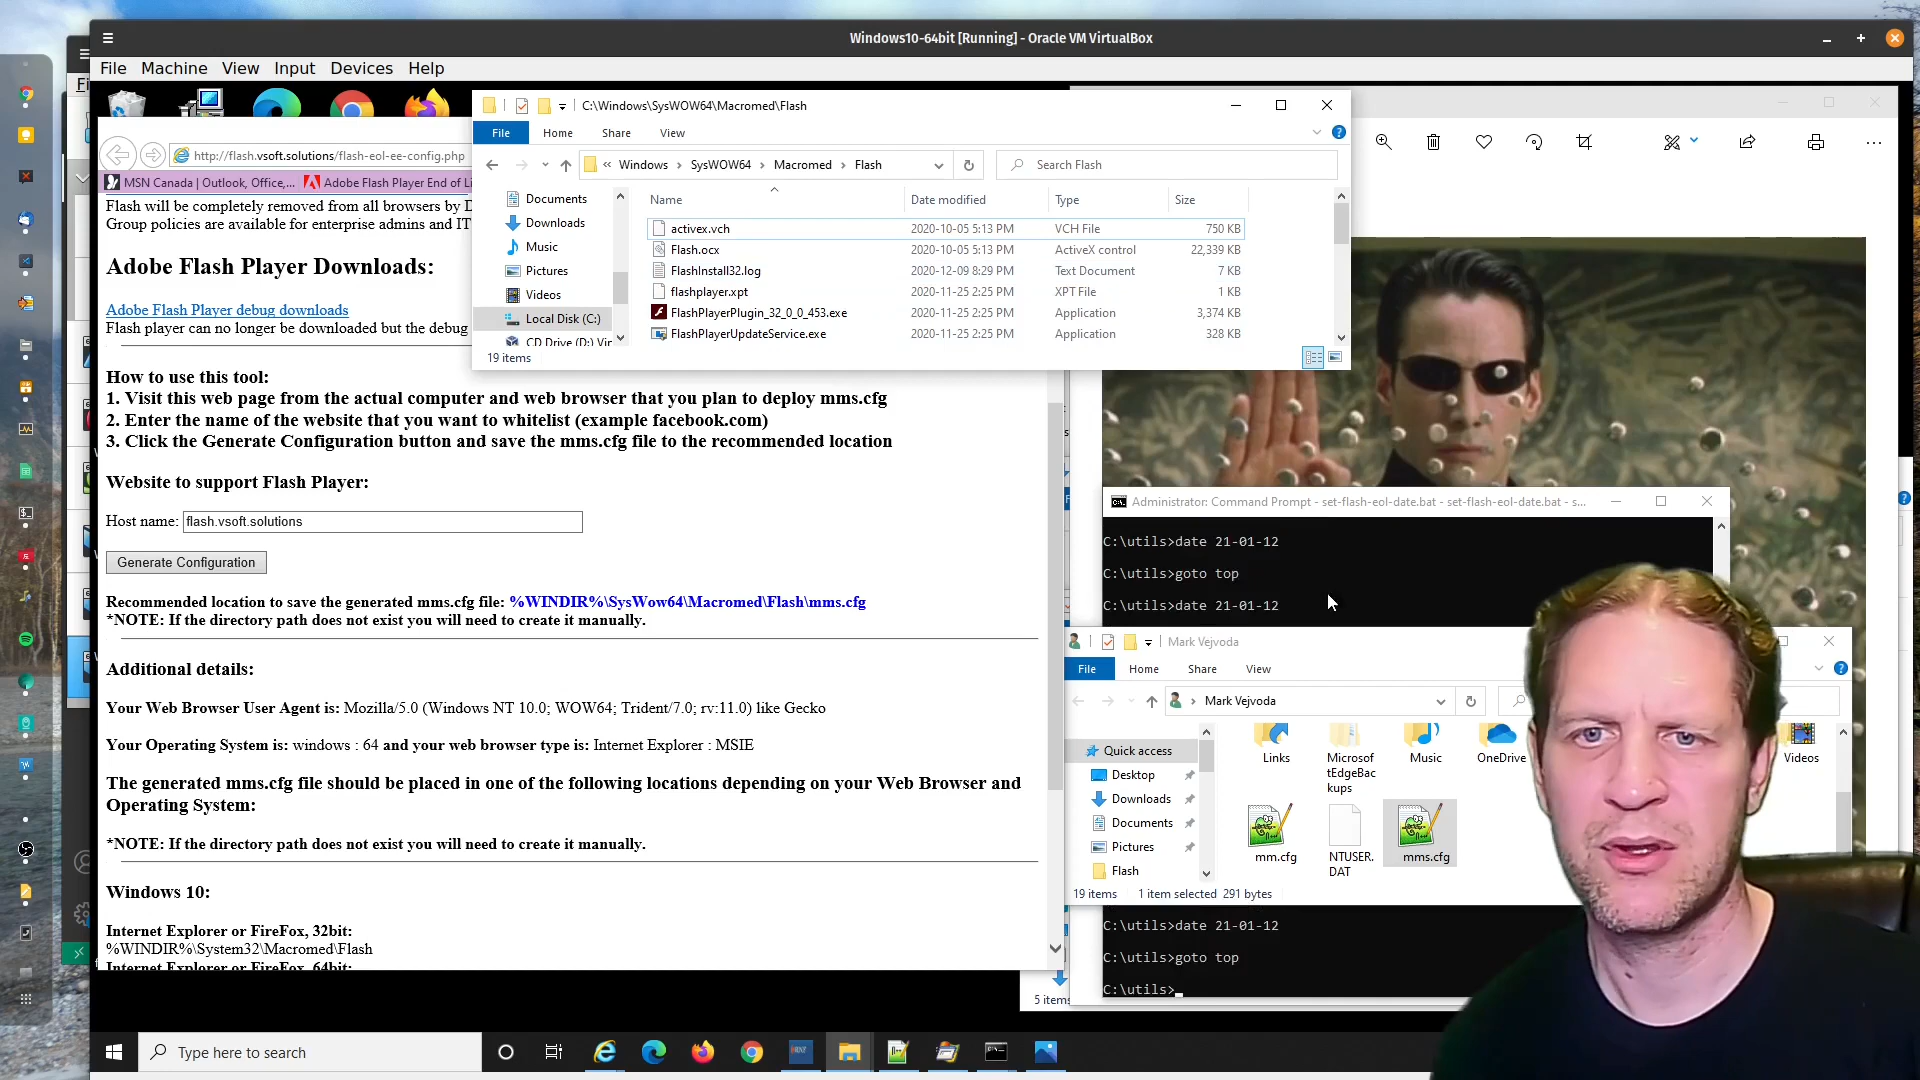 Windows10-64bit [Running] - Oracle VM VirtualBox
File Machine View Input Devices Help
C:\Windows\SysWOW64\Macromed\Flash
File Home Share View
« Windows > SysWOW64 > Macromed > Flash
Search Flash
Name Date modified Type Size
Documents
Downloads
Music
Pictures
Videos
Local Disk (C:)
CD Drive (D:) Vir
activex.vch 2020-10-05 5:13 PM VCH File 750 KB
Flash.ocx 2020-10-05 5:13 PM ActiveX control 22,339 KB
FlashInstall32.log 2020-12-09 8:29 PM Text Document 7 KB
flashplayer.xpt 2020-11-25 2:25 PM XPT File 1 KB
FlashPlayerPlugin_32_0_0_453.exe 2020-11-25 2:25 PM Application 3,374 KB
FlashPlayerUpdateService.exe 2020-11-25 2:25 PM Application 328 KB
19 items
http://flash.vsoft.solutions/flash-eol-ee-config.php
MSN Canada | Outlook, Office,...
Adobe Flash Player End of Li
Flash will be completely removed from all browsers by D
Group policies are available for enterprise admins and IT
Adobe Flash Player Downloads:
Adobe Flash Player debug downloads
Flash player can no longer be downloaded but the debug
How to use this tool:
1. Visit this web page from the actual computer and web browser that you plan to deploy mms.cfg
2. Enter the name of the website that you want to whitelist (example facebook.com)
3. Click the Generate Configuration button and save the mms.cfg file to the recommended location
Website to support Flash Player:
Host name: flash.vsoft.solutions
Generate Configuration
Recommended location to save the generated mms.cfg file: %WINDIR%\SysWow64\Macromed\Flash\mms.cfg
*NOTE: If the directory path does not exist you will need to create it manually.
Additional details:
Your Web Browser User Agent is: Mozilla/5.0 (Windows NT 10.0; WOW64; Trident/7.0; rv:11.0) like Gecko
Your Operating System is: windows : 64 and your web browser type is: Internet Explorer : MSIE
The generated mms.cfg file should be placed in one of the following locations depending on your Web Browser and
Operating System:
*NOTE: If the directory path does not exist you will need to create it manually.
Windows 10:
Internet Explorer or FireFox, 32bit:
%WINDIR%\System32\Macromed\Flash
Internet Explorer or FireFox, 64bit:
Administrator: Command Prompt - set-flash-eol-date.bat - set-flash-eol-date.bat - s...
C:\utils>date 21-01-12
C:\utils>goto top
C:\utils>date 21-01-12
Mark Vejvoda
File Home Share View
> Mark Vejvoda
Quick access
Desktop
Downloads
Documents
Pictures
Flash
Links
Microsof
tEdgeBac
kups
Music
OneDrive
Videos
mm.cfg
NTUSER.
DAT
mms.cfg
19 items 1 item selected 291 bytes
C:\utils>date 21-01-12
C:\utils>goto top
C:\utils>
5 items
Type here to search